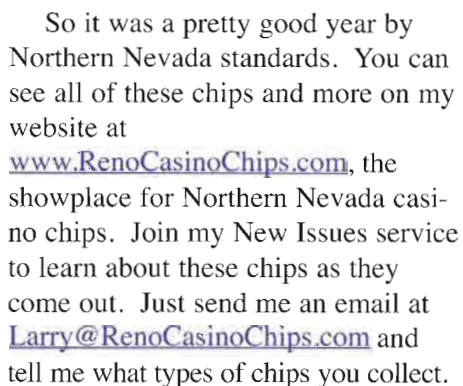 So it was a pretty good year by
Northern Nevada standards.  You can
see all of these chips and more on my
website at
www.RenoCasinoChips.com, the
showplace for Northern Nevada casi-
no chips.  Join my New Issues service
to learn about these chips as they
come out.  Just send me an email at
Larry@RenoCasinoChips.com and
tell me what types of chips you collect.